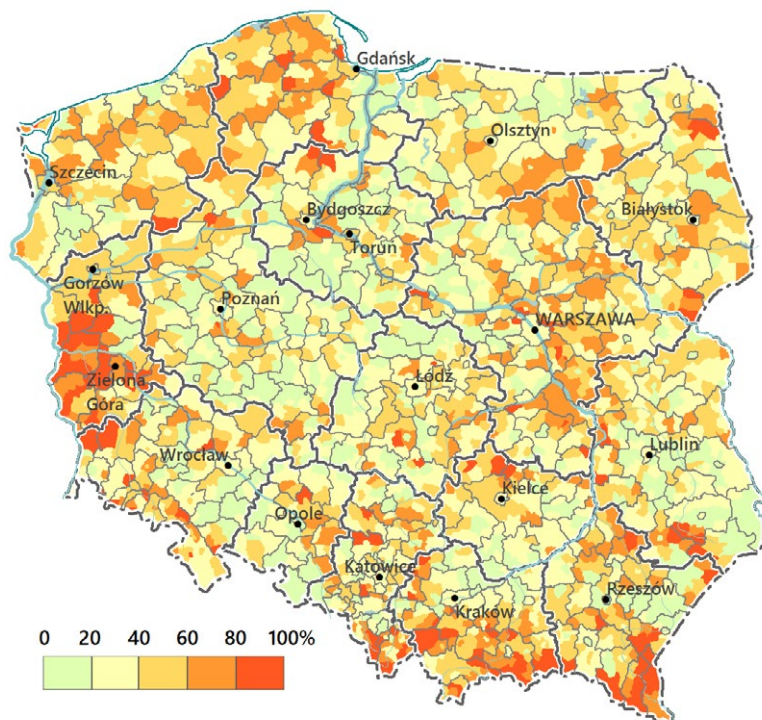 Gdańsk
Olsztyn
Szczecin
Bydgoszcz
Białystok
Toruń
Gorzów
Wlkp.
Poznań
WARSZAWA
Zielona
Góra
Łódź
Wrocław
Lublin
Kielce
Opole
Katowice
Kraków
Rzeszów
0 20 40 60 80 100%